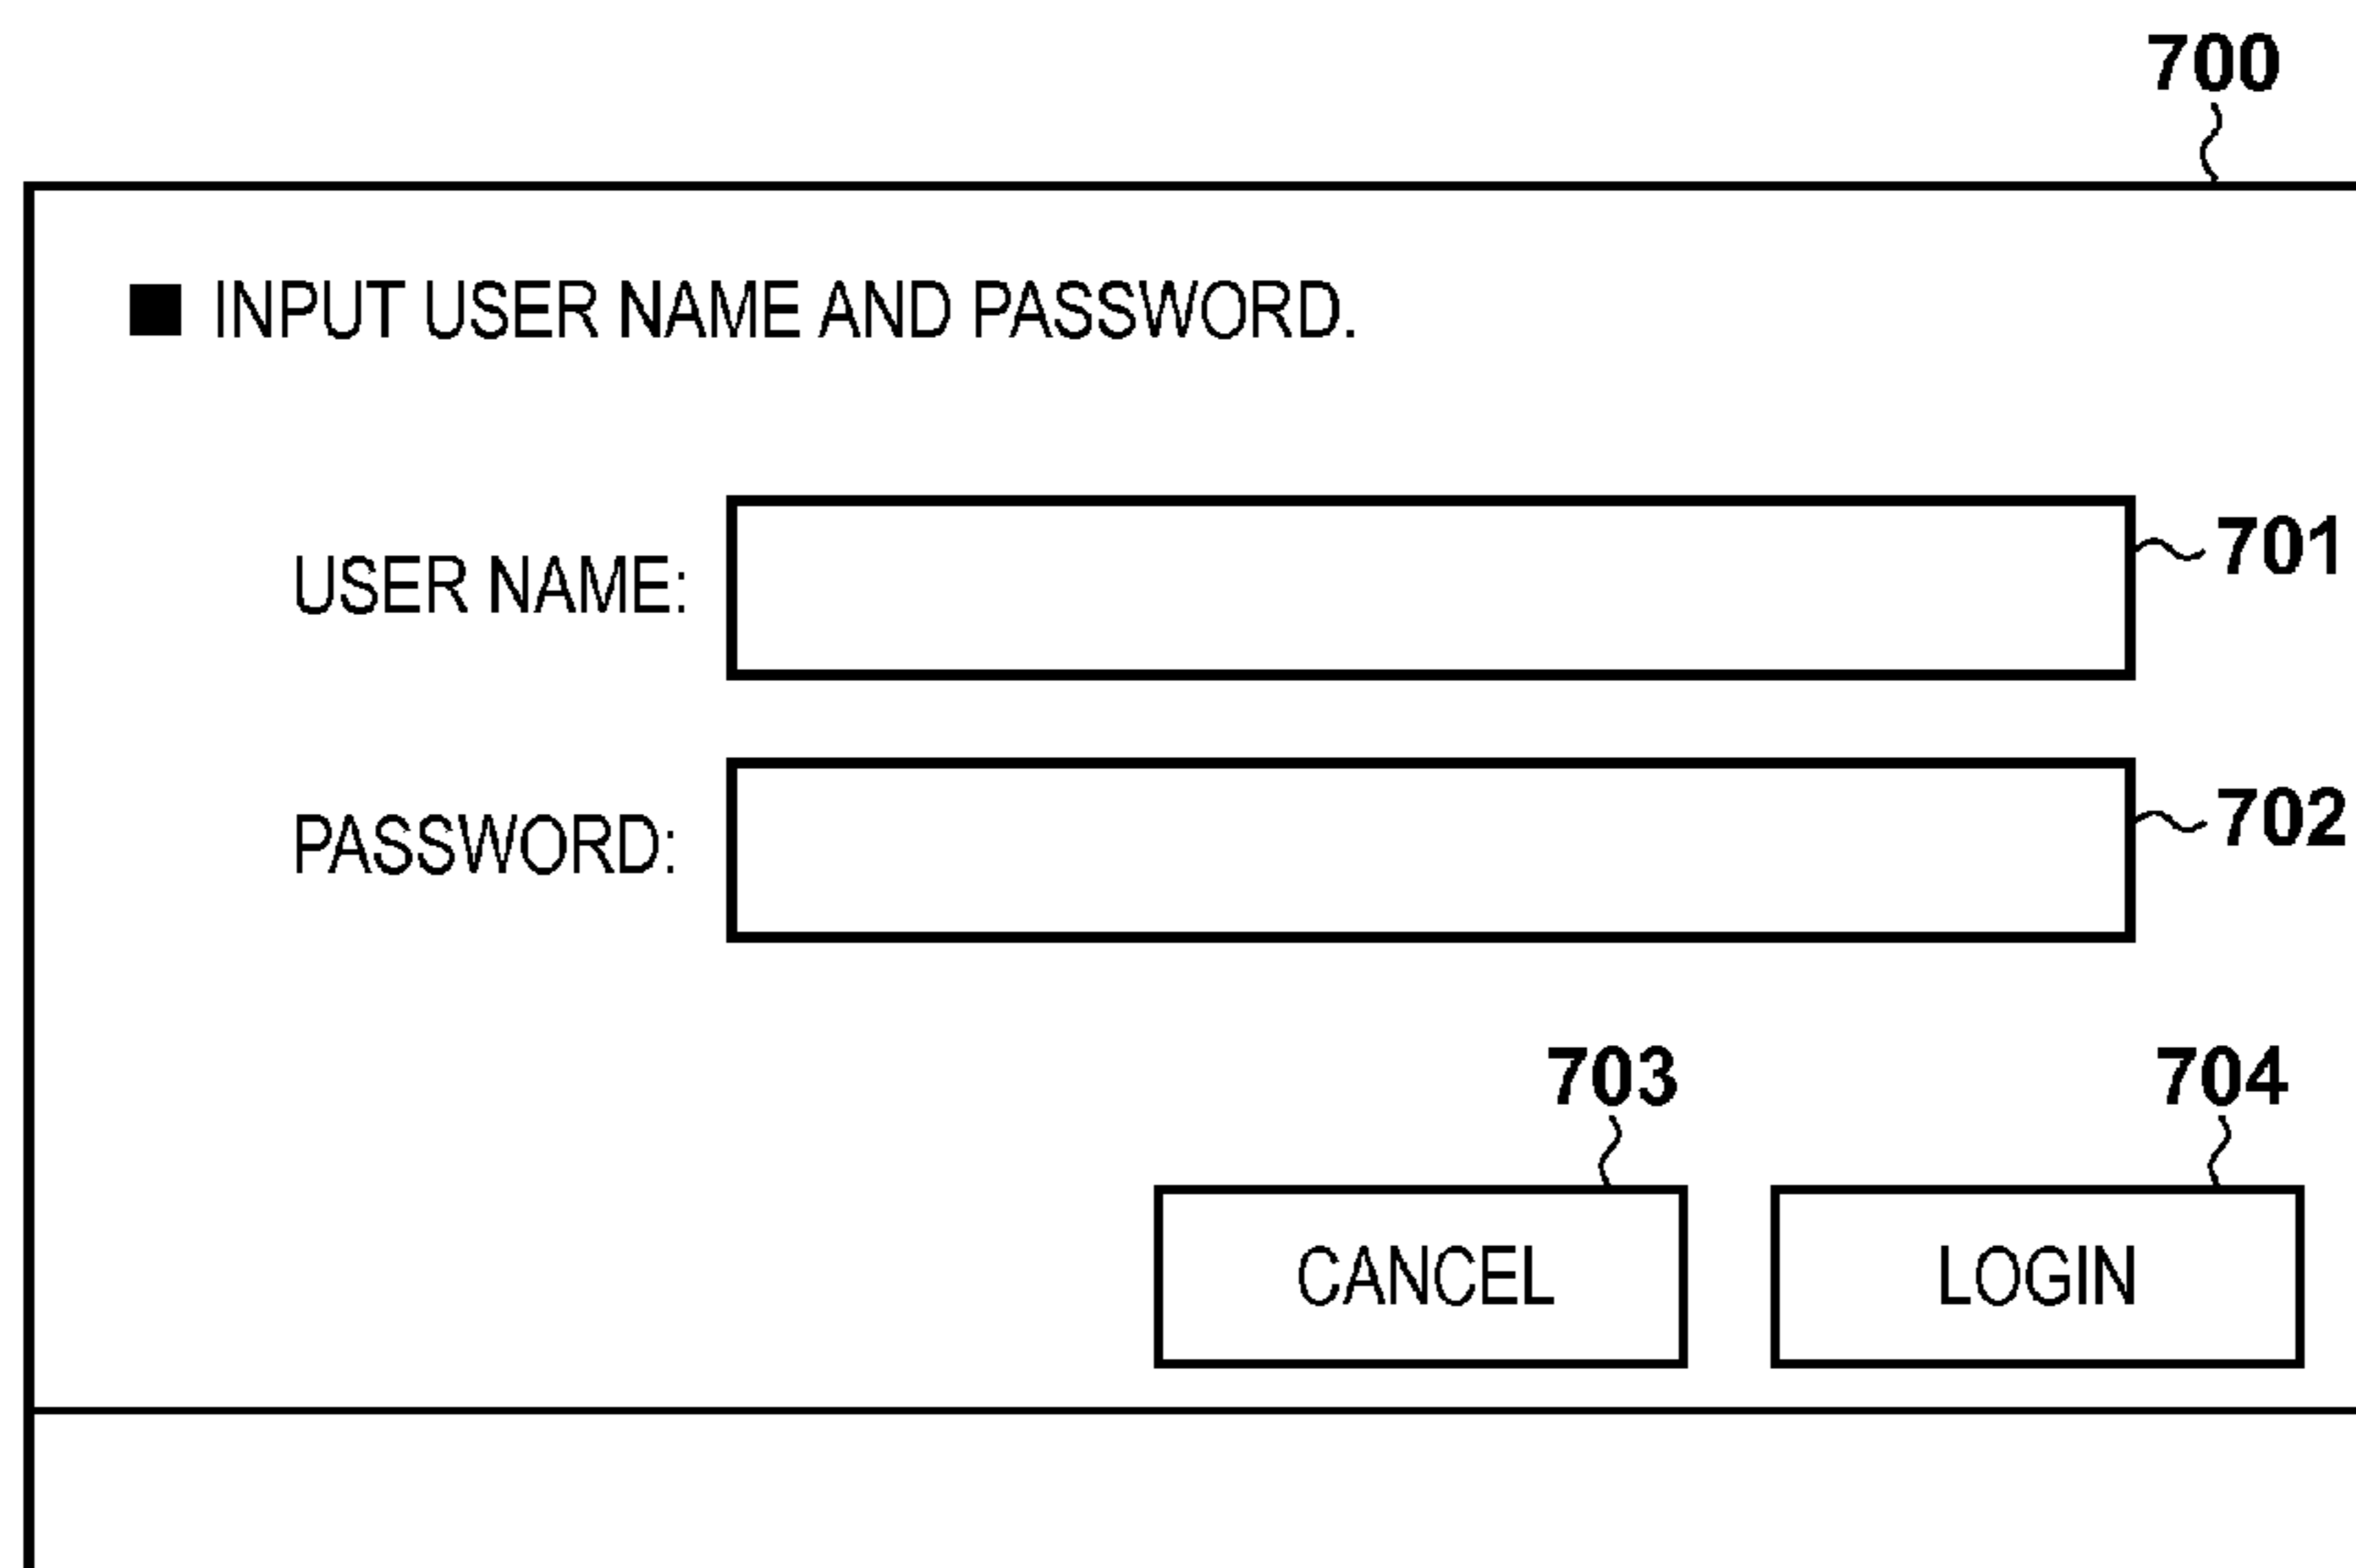 700
■ INPUT USER NAME AND PASSWORD.
USER NAME: 701
PASSWORD: 702
703 704
CANCEL LOGIN